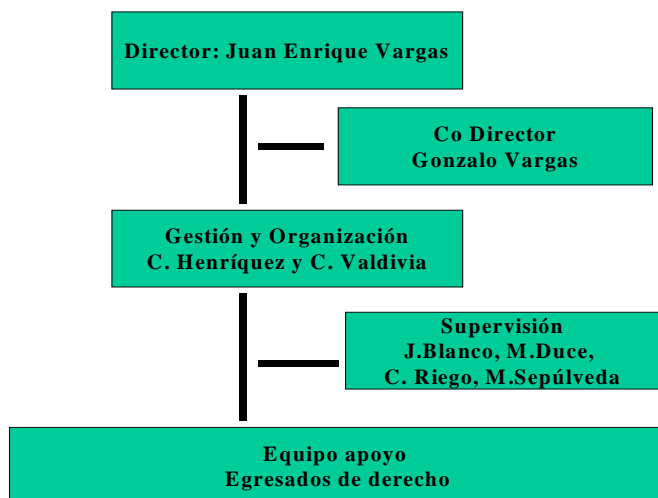 Director: Juan Enrique Vargas
Co Director
Gonzalo Vargas
Gestión y Organización
C. Henríquez y C. Valdivia
Supervisión
J.Blanco, M.Duce,
C. Riego, M.Sepúlveda
Equipo apoyo
Egresados de derecho